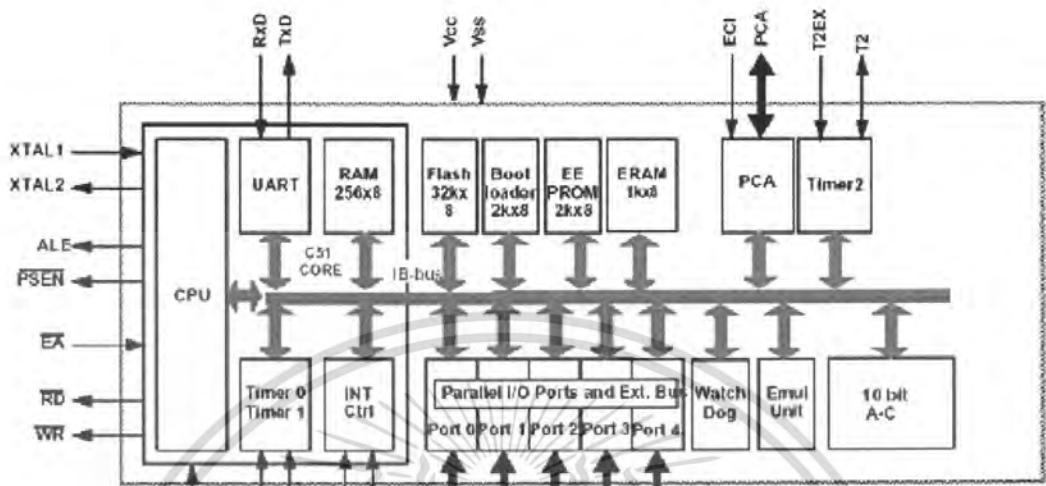 RxD
TxD
Vcc
Vss
ECI
PCA
T2EX
T2
XTAL1
XTAL2
ALE
PSEN
EA
RD
WR
CPU
UART
RAM
256x8
Flash
32kx
8
Boot
loader
2kx8
EE
PROM
2kx8
ERAM
1kx8
PCA
Timer2
C51
CORE
IB-bus
Timer 0
Timer 1
INT
Ctrl
Parallel I/O Ports and Ext. Bus
Port 0
Port 1
Port 2
Port 3
Port 4
Watch
Dog
Emul
Unit
10 bit
A-C